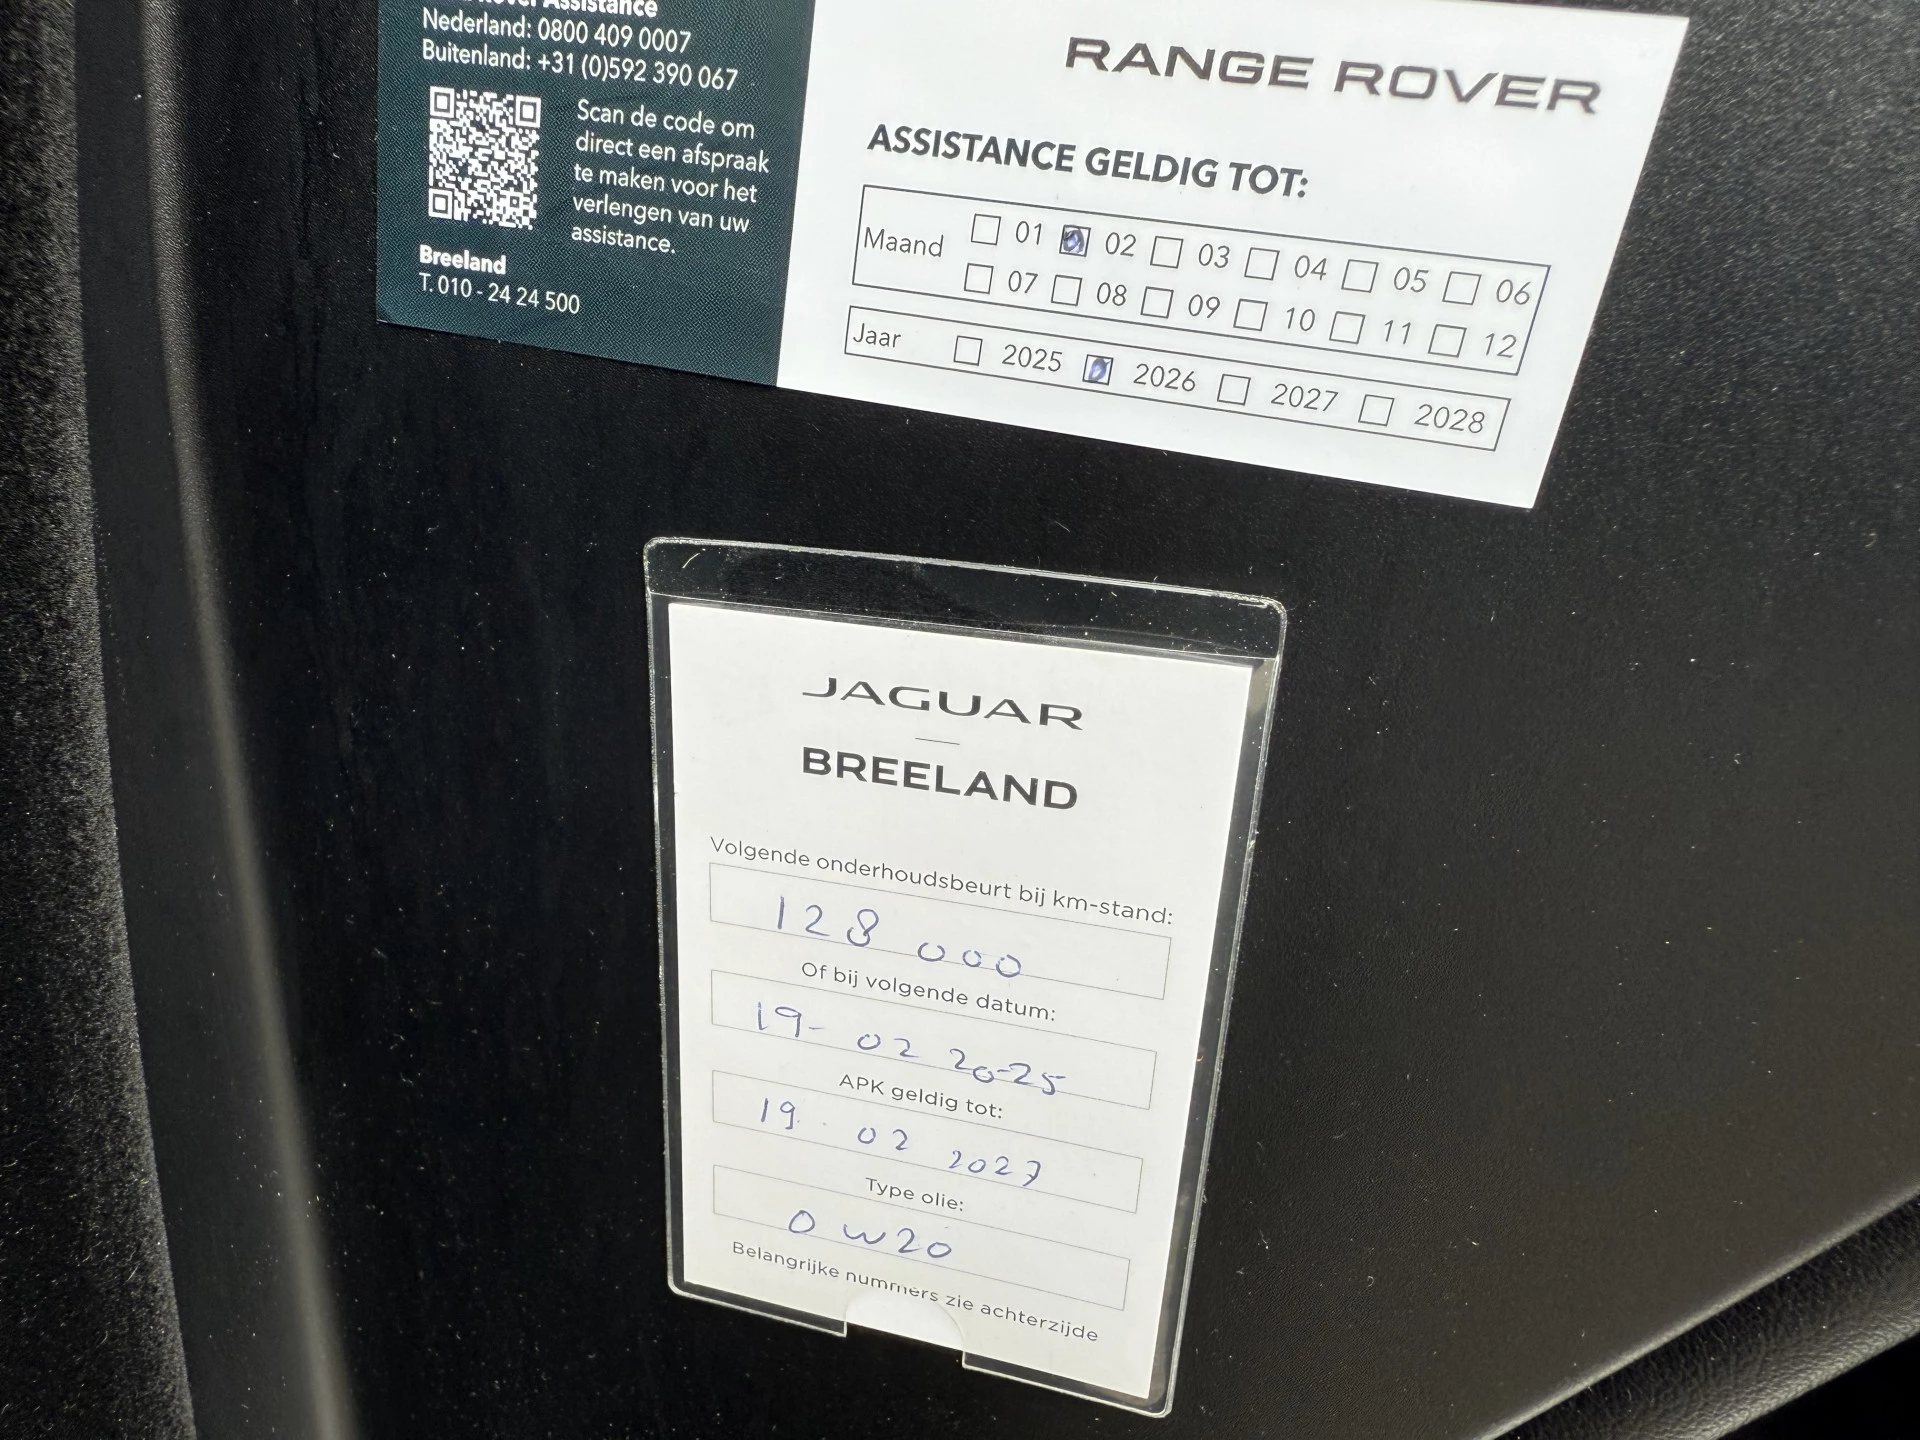 Rover Assistance
Nederland: 0800 409 0007
Buitenland: +31 (0)592 390 067
Scan de code om
direct een afspraak
te maken voor het
verlengen van uw
assistance.
Breeland
T. 010 - 24 24 500
RANGE ROVER
ASSISTANCE GELDIG TOT:
Maand 01 02 03 04 05 06
07 08 09 10 11 12
Jaar 2025 2026 2027 2028
JAGUAR
BREELAND
Volgende onderhoudsbeurt bij km-stand:
128 000
Of bij volgende datum:
19- 02 2025
APK geldig tot:
19. 02 2027
Type olie:
0 W20
Belangrijke nummers zie achterzijde